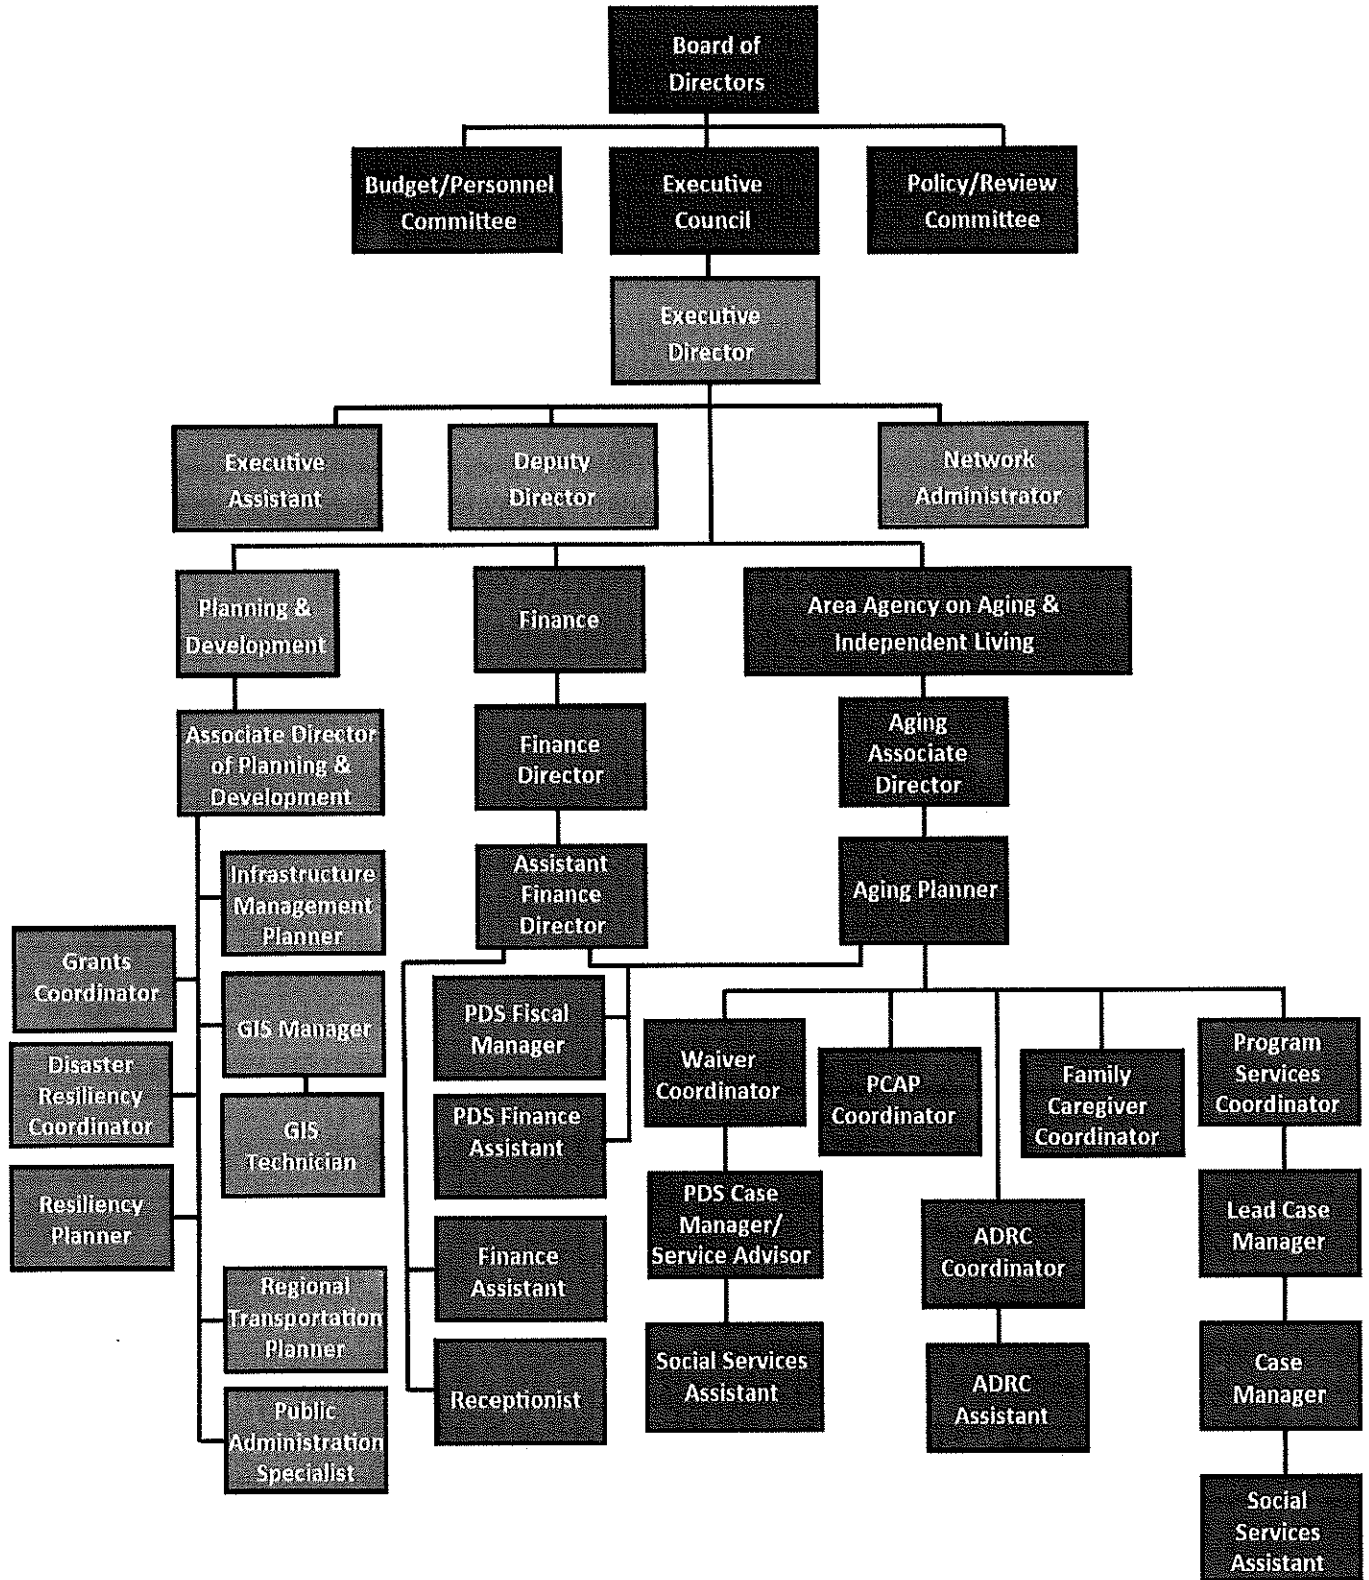 Board of
Directors
Budget/Personnel
Committee
Executive
Council
Policy/Review
Committee
Executive
Director
Executive
Assistant
Deputy
Director
Network
Administrator
Planning &
Development
Finance
Area Agency on Aging &
Independent Living
Associate Director
of Planning &
Development
Finance
Director
Aging
Associate
Director
Infrastructure
Management
Planner
Assistant
Finance
Director
Aging Planner
Grants
Coordinator
GIS Manager
PDS Fiscal
Manager
Waiver
Coordinator
PCAP
Coordinator
Family
Caregiver
Coordinator
Program
Services
Coordinator
Disaster
Resiliency
Coordinator
GIS
Technician
PDS Finance
Assistant
Resiliency
Planner
PDS Case
Manager/
Service Advisor
ADRC
Coordinator
Lead Case
Manager
Finance
Assistant
Regional
Transportation
Planner
Social Services
Assistant
ADRC
Assistant
Case
Manager
Receptionist
Public
Administration
Specialist
Social
Services
Assistant